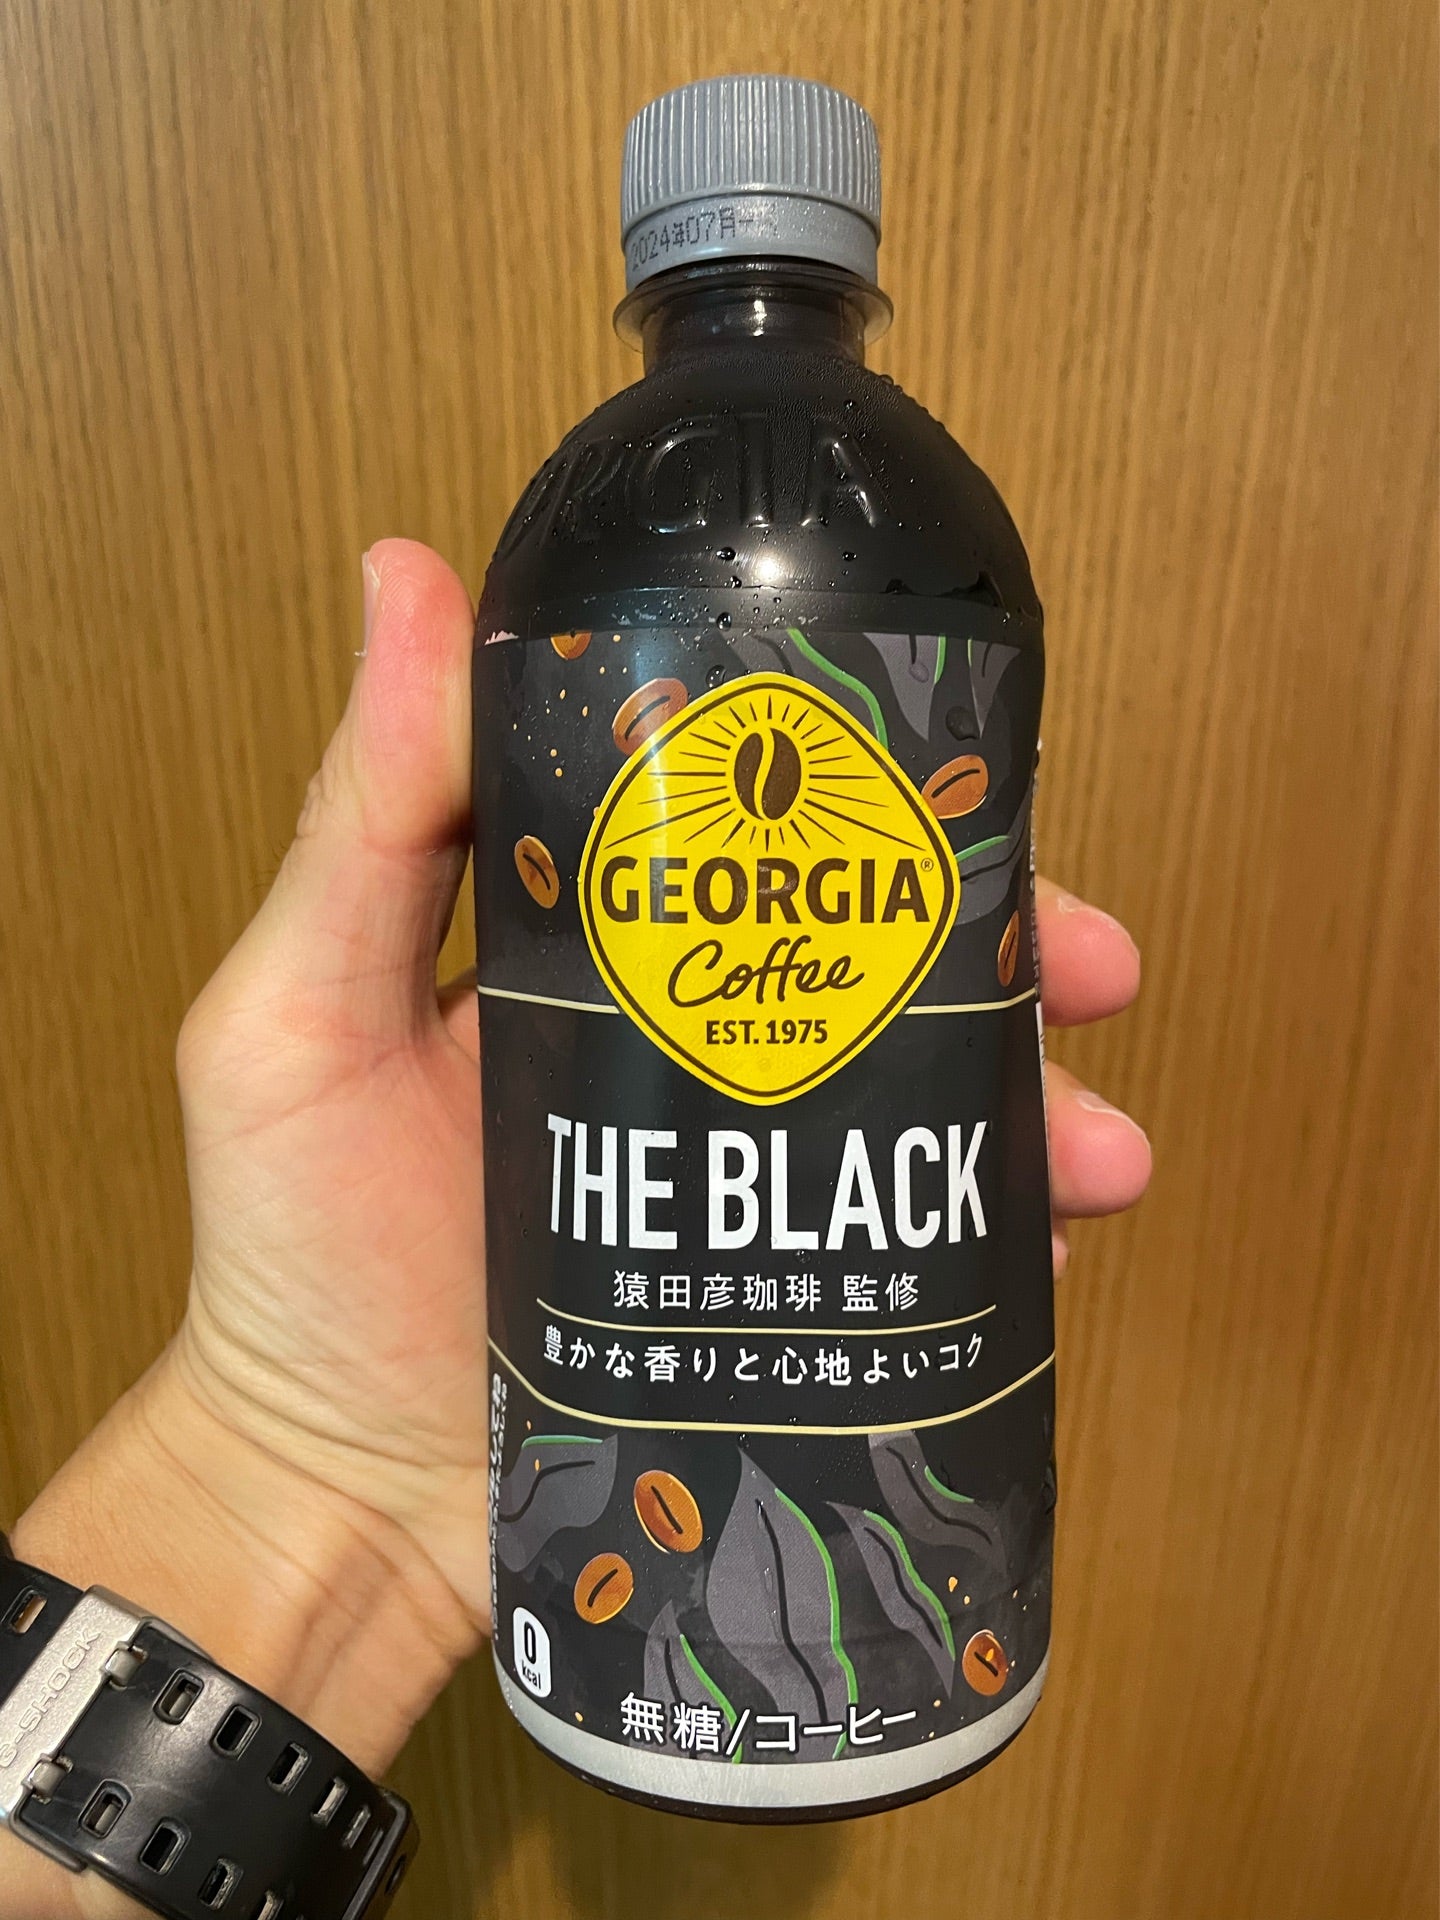 2024年07月
RGIA
GEORGIA®
Coffee
EST. 1975
THE BLACK
猿田彦珈琲 監修
豊かな香りと心地よいコク
0
kcal
無糖/コーヒー
G-SHOCK